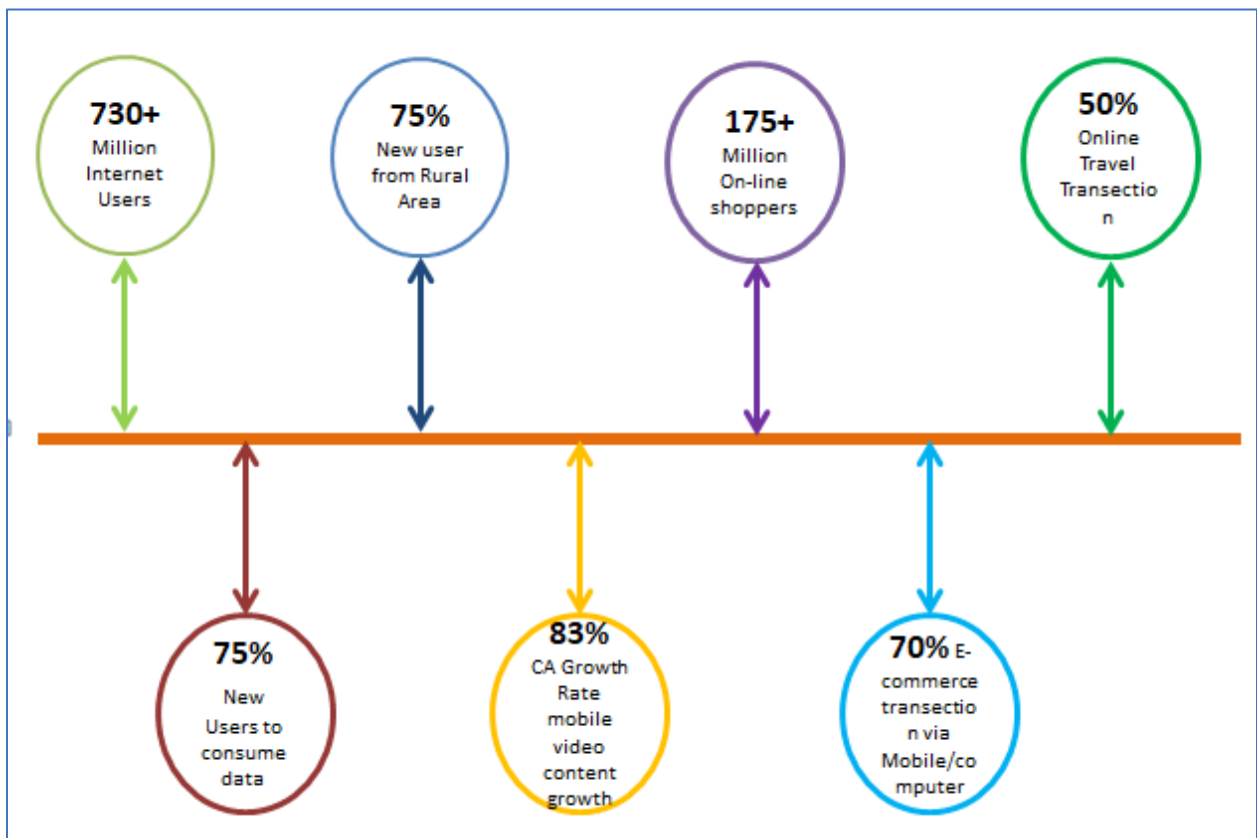 730+
Million
Internet
Users
75%
New user
from Rural
Area
175+
Million
On-line
shoppers
50%
Online
Travel
Transectio
n
75%
New
Users to
consume
data
83%
CA Growth
Rate
mobile
video
content
growth
70% E-
commerce
transectio
n via
Mobile/co
mputer